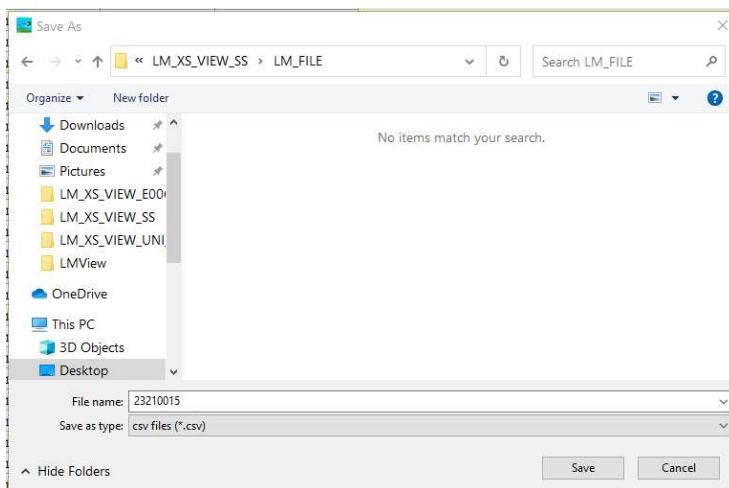 Save As
« LM_XS_VIEW_SS › LM_FILE
Search LM_FILE
Organize
New folder
Downloads
Documents
Pictures
LM_XS_VIEW_E00
LM_XS_VIEW_SS
LM_XS_VIEW_UNI_
LMView
OneDrive
This PC
3D Objects
Desktop
No items match your search.
File name: 23210015
Save as type: csv files (*.csv)
Hide Folders
Save
Cancel